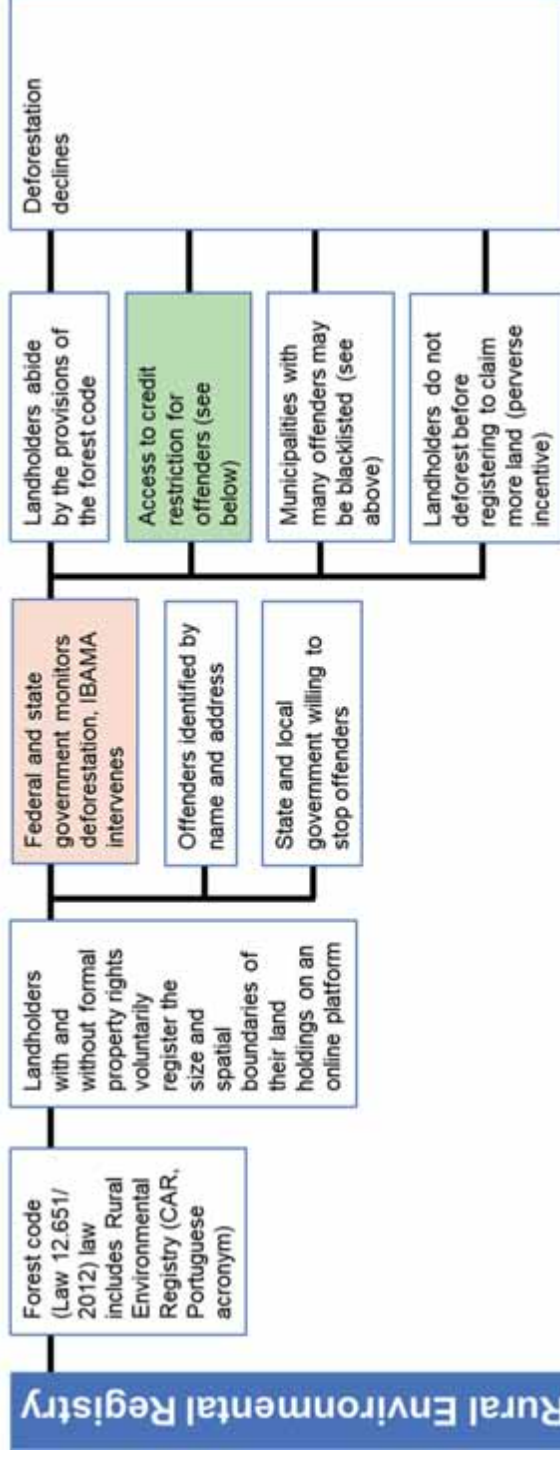 Rural Environmental Registry
Forest code
(Law 12.651/
2012) law
includes Rural
Environmental
Registry (CAR,
Portuguese
acronym)
Landholders
with and
without formal
property rights
voluntarily
register the
size and
spatial
boundaries of
their land
holdings on an
online platform
Federal and state
government monitors
deforestation, IBAMA
intervenes
Offenders identified by
name and address
State and local
government willing to
stop offenders
Landholders abide
by the provisions of
the forest code
Access to credit
restriction for
offenders (see
below)
Municipalities with
many offenders may
be blacklisted (see
above)
Landholders do not
deforest before
registering to claim
more land (perverse
incentive)
Deforestation
declines